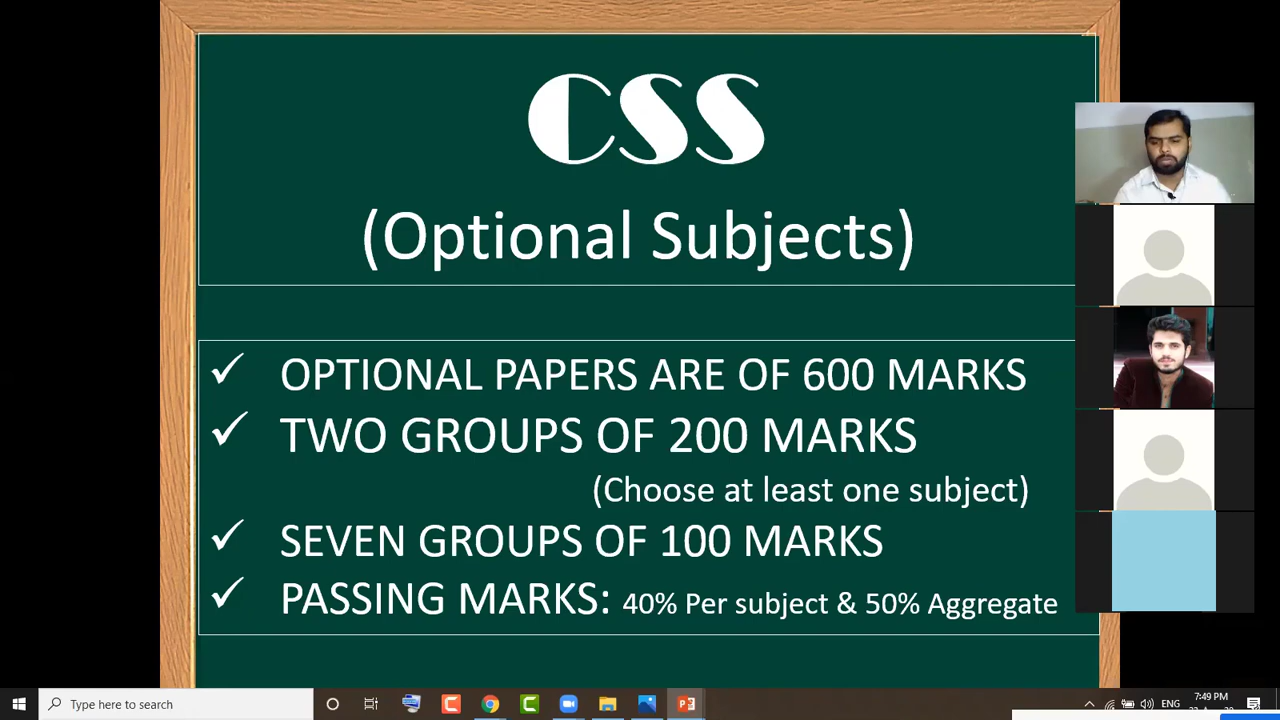 CSS
(Optional Subjects)
✓ OPTIONAL PAPERS ARE OF 600 MARKS
✓ TWO GROUPS OF 200 MARKS
(Choose at least one subject)
✓ SEVEN GROUPS OF 100 MARKS
✓ PASSING MARKS: 40% Per subject & 50% Aggregate
Type here to search
ENG
7:49 PM